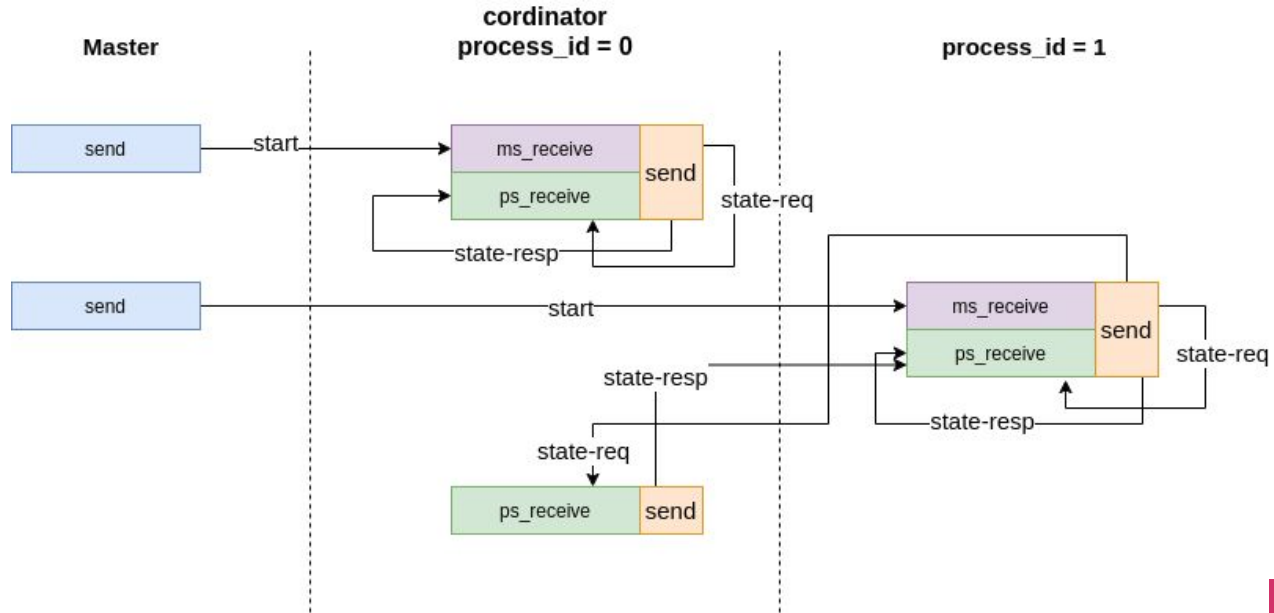 Master
cordinator
process_id = 0
process_id = 1
send
start
ms_receive
send
ps_receive
state-req
state-resp
send
start
ms_receive
send
ps_receive
state-req
state-resp
state-resp
state-req
ps_receive
send